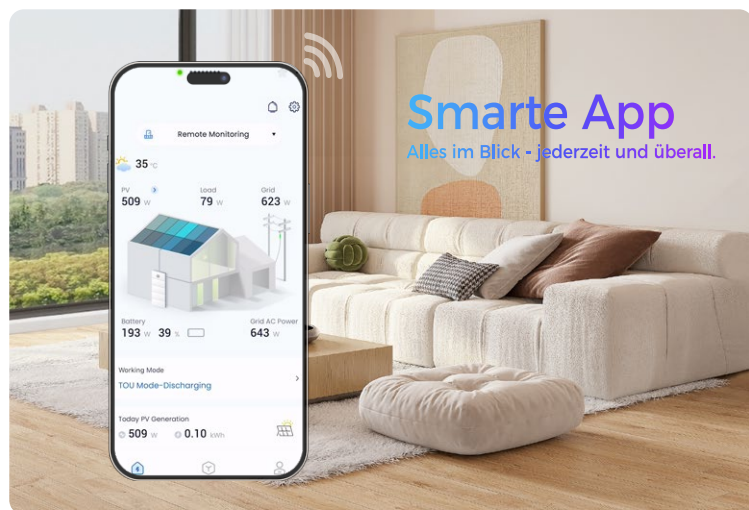 Smarte App
Alles im Blick - jederzeit und überall.
Remote Monitoring
35 °C
PV Load Grid
509 W 79 W 623 W
Battery Grid AC Power
193 W 39 % 643 W
Working Mode
TOU Mode-Discharging
Today PV Generation
509 W 0.10 kWh